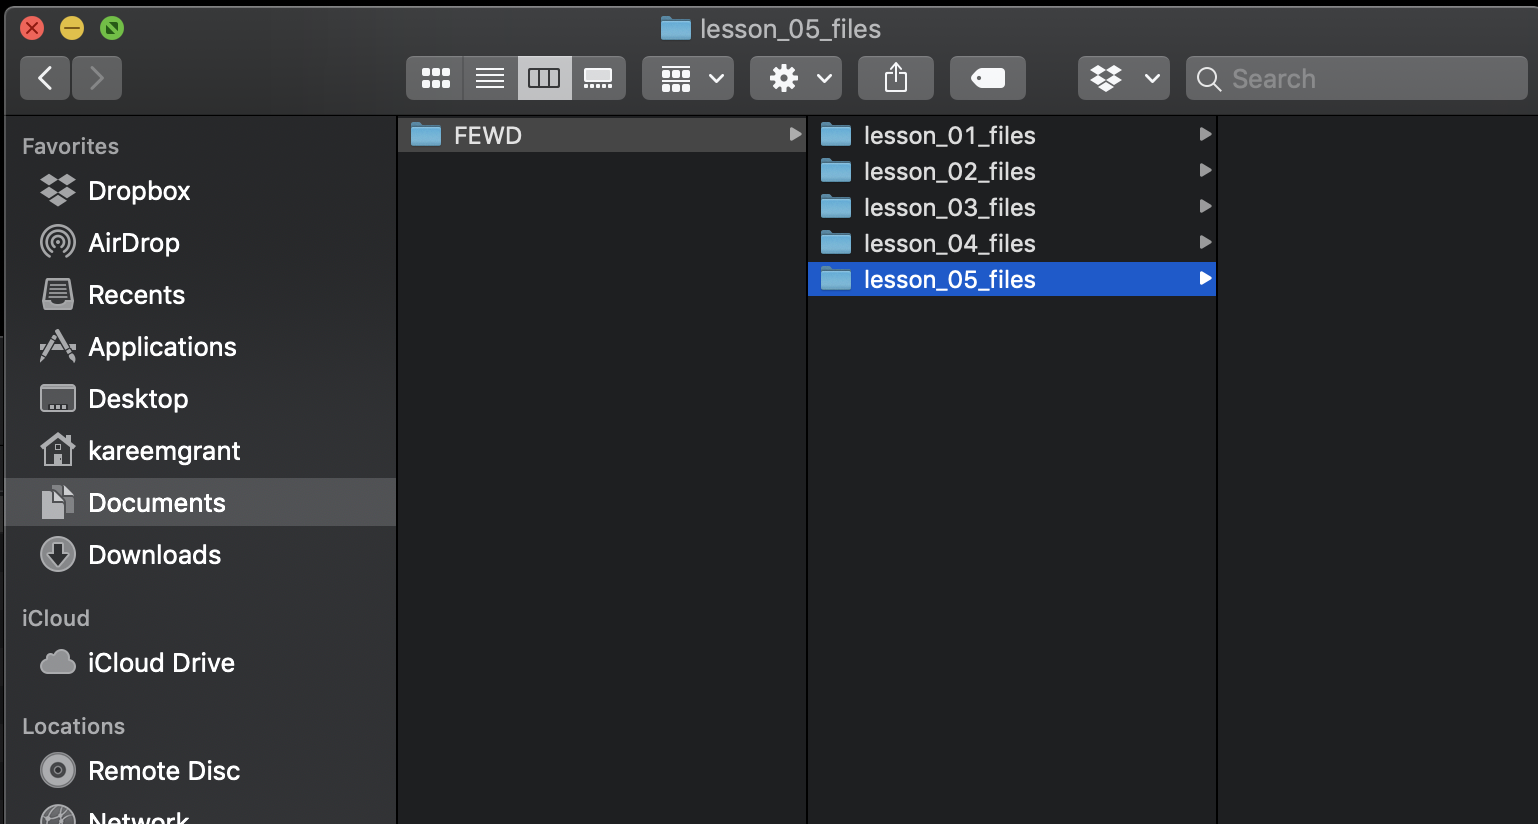 lesson_05_files
Search
Favorites
Dropbox
AirDrop
Recents
Applications
Desktop
kareemgrant
Documents
Downloads
iCloud
iCloud Drive
Locations
Remote Disc
Network
FEWD
lesson_01_files
lesson_02_files
lesson_03_files
lesson_04_files
lesson_05_files